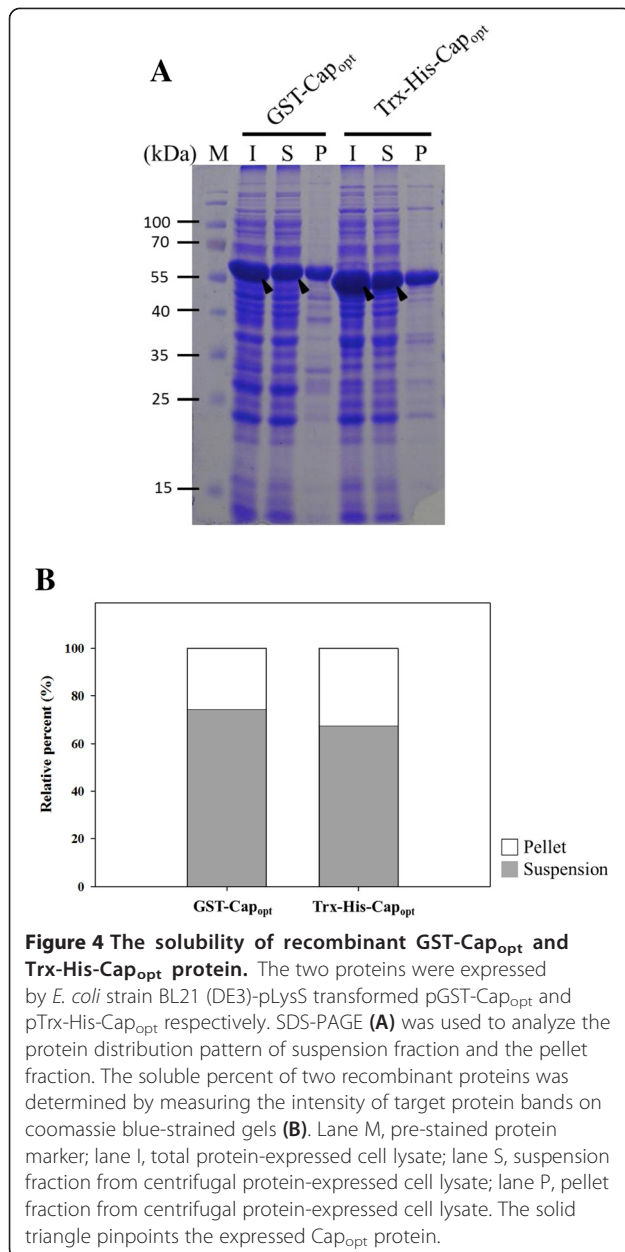 A
GST-Capopt
Trx-His-Capopt
(kDa) M I S P I S P
100
70
55
40
35
25
15
B
100
80
60
40
20
0
Relative percent (%)
Pellet
Suspension
GST-Capopt Trx-His-Capopt
Figure 4 The solubility of recombinant GST-Capopt and
Trx-His-Capopt protein. The two proteins were expressed
by E. coli strain BL21 (DE3)-pLysS transformed pGST-Capopt and
pTrx-His-Capopt respectively. SDS-PAGE (A) was used to analyze the
protein distribution pattern of suspension fraction and the pellet
fraction. The soluble percent of two recombinant proteins was
determined by measuring the intensity of target protein bands on
coomassie blue-strained gels (B). Lane M, pre-stained protein
marker; lane I, total protein-expressed cell lysate; lane S, suspension
fraction from centrifugal protein-expressed cell lysate; lane P, pellet
fraction from centrifugal protein-expressed cell lysate. The solid
triangle pinpoints the expressed Capopt protein.